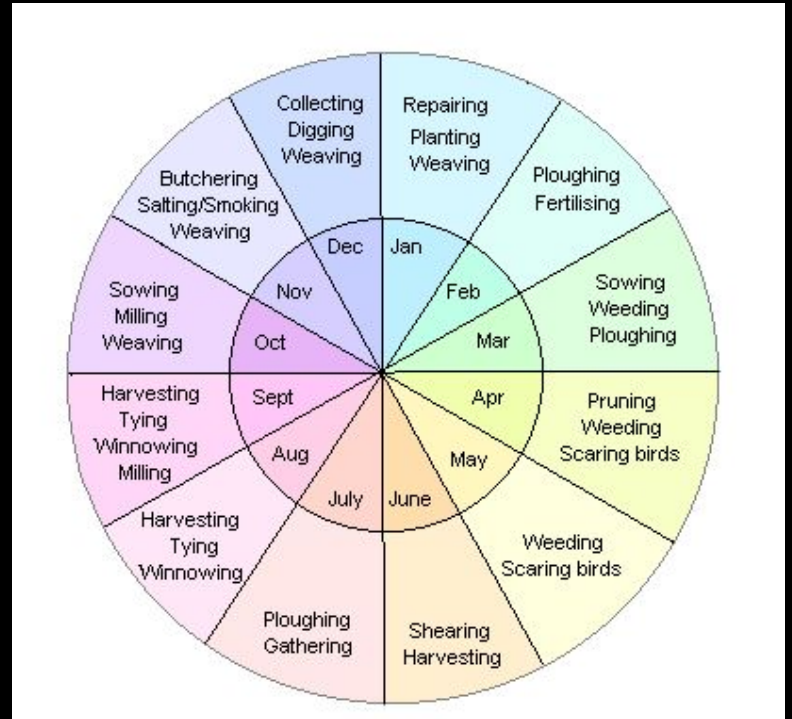 Jan
Repairing
Planting
Weaving
Feb
Ploughing
Fertilising
Mar
Sowing
Weeding
Ploughing
Apr
Pruning
Weeding
Scaring birds
May
Weeding
Scaring birds
June
Shearing
Harvesting
July
Ploughing
Gathering
Aug
Harvesting
Tying
Winnowing
Sept
Harvesting
Tying
Winnowing
Milling
Oct
Sowing
Milling
Weaving
Nov
Butchering
Salting/Smoking
Weaving
Dec
Collecting
Digging
Weaving